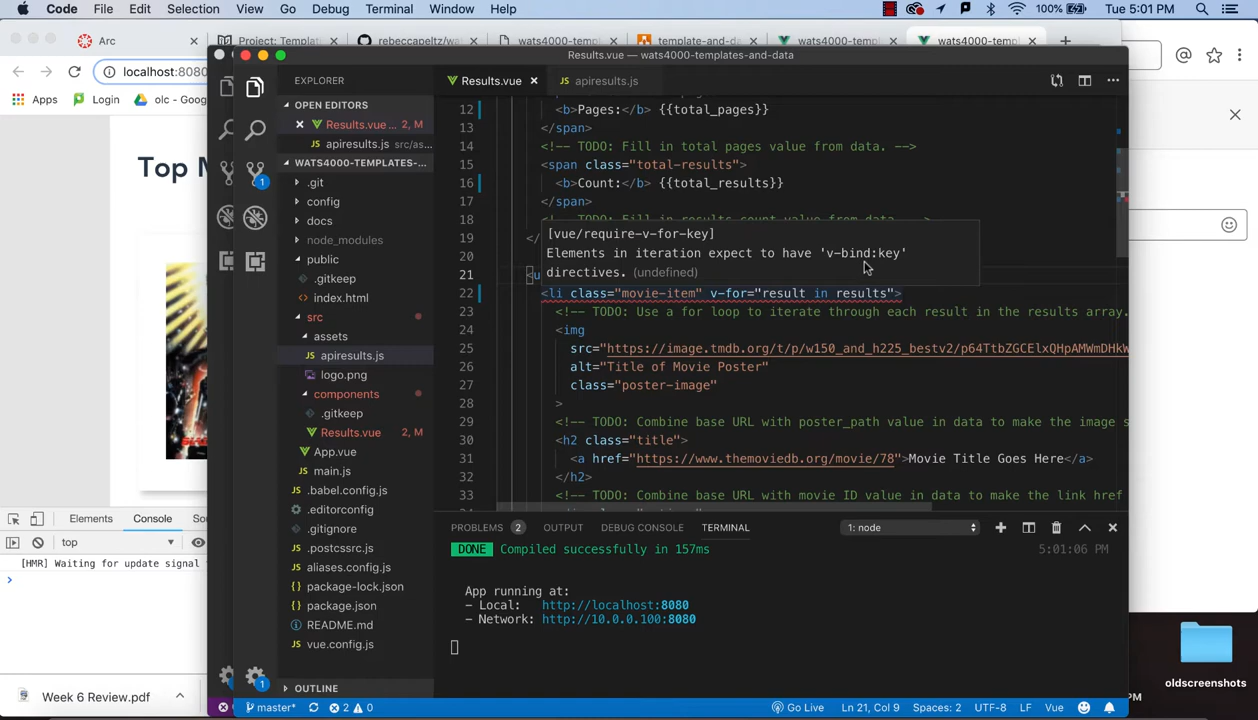 Code File Edit Selection View Go Debug Terminal Window Help 100% Tue 5:01 PM
Arc Project: Templat rebeccapeltz/wat wats4000-temp template-and-da wats4000-temp wats4000-temp
localhost:8080
Apps Login olc - Goog
Top M
Results.vue — wats4000-templates-and-data
EXPLORER
OPEN EDITORS
Results.vue ... 2, M
apiresults.js src/as...
WATS4000-TEMPLATES-...
.git
config
docs
node_modules
public
.gitkeep
index.html
src
assets
apiresults.js
logo.png
components
.gitkeep
Results.vue 2, M
App.vue
main.js
.babel.config.js
.editorconfig
.gitignore
.postcssrc.js
aliases.config.js
package-lock.json
package.json
README.md
vue.config.js
OUTLINE
Results.vue apiresults.js
12 <b>Pages:</b> {{total_pages}}
13 </span>
14 <!-- TODO: Fill in total pages value from data. -->
15 <span class="total-results">
16 <b>Count:</b> {{total_results}}
17 </span>
18 <!-- TODO: Fill in results count value from data. -->
19 </
20
21 <u
[vue/require-v-for-key]
Elements in iteration expect to have 'v-bind:key'
directives. (undefined)
22 <li class="movie-item" v-for="result in results">
23 <!-- TODO: Use a for loop to iterate through each result in the results array.
24 <img
25 src="https://image.tmdb.org/t/p/w150_and_h225_bestv2/p64TtbZGCElxQHpAMWmDHkW
26 alt="Title of Movie Poster"
27 class="poster-image"
28 >
29 <!-- TODO: Combine base URL with poster_path value in data to make the image s
30 <h2 class="title">
31 <a href="https://www.themoviedb.org/movie/78">Movie Title Goes Here</a>
32 </h2>
33 <!-- TODO: Combine base URL with movie ID value in data to make the link href
PROBLEMS 2 OUTPUT DEBUG CONSOLE TERMINAL 1: node
DONE Compiled successfully in 157ms 5:01:06 PM
App running at:
- Local: http://localhost:8080
- Network: http://10.0.0.100:8080
master* 2 0 Go Live Ln 21, Col 9 Spaces: 2 UTF-8 LF Vue
Elements Console So
top
[HMR] Waiting for update signal
Week 6 Review.pdf
oldscreenshots
PM